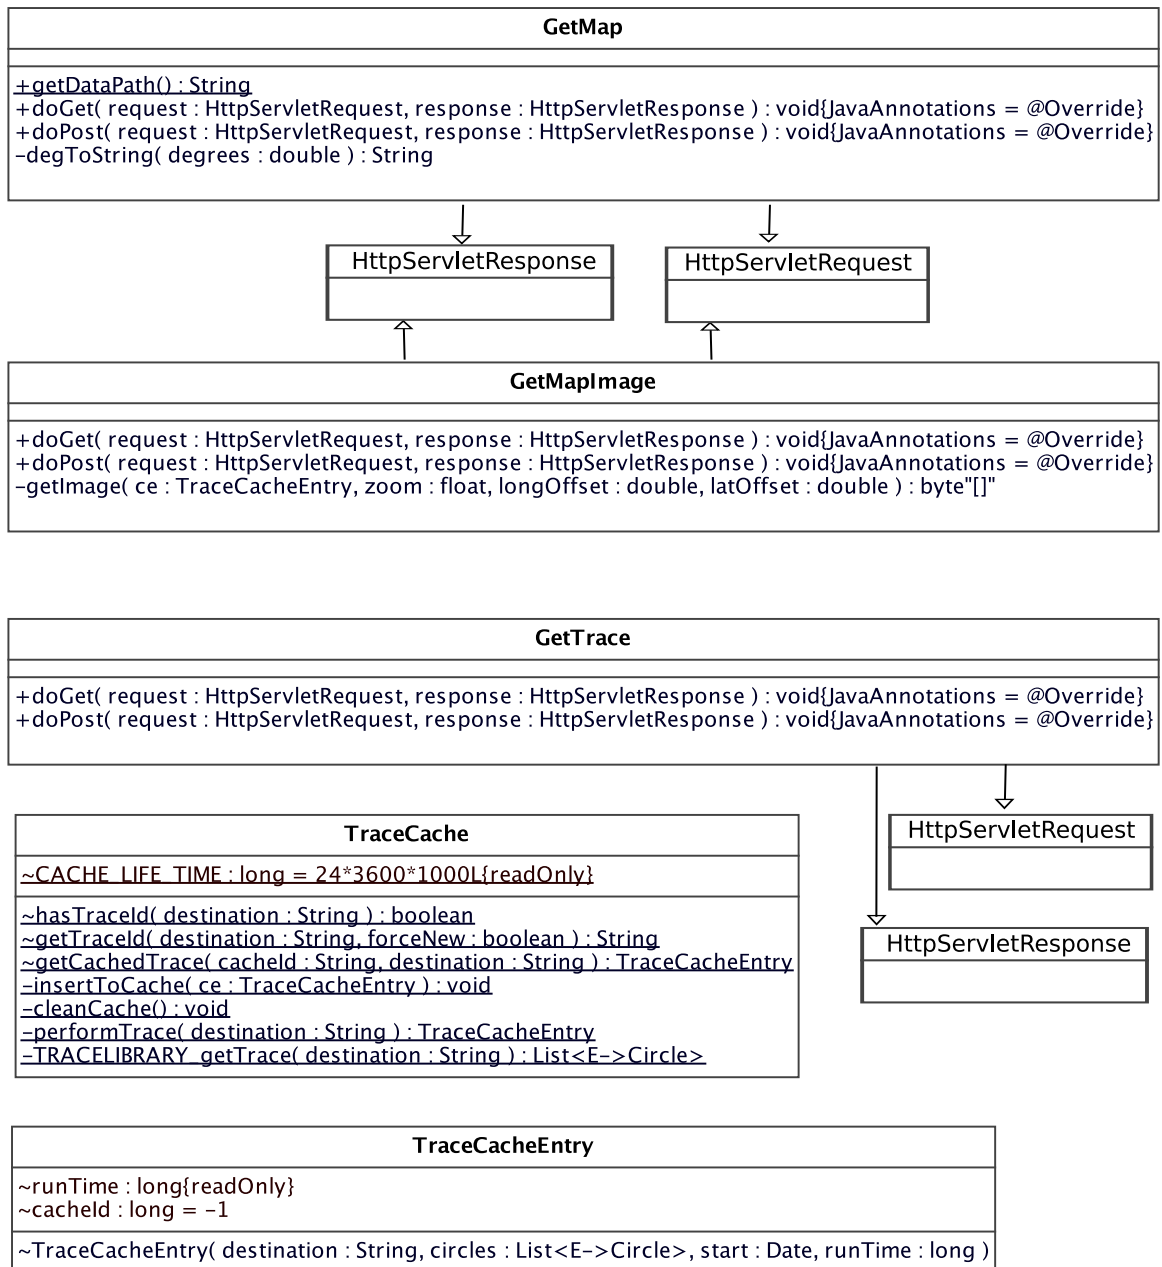 GetMap
+getDataPath() : String
+doGet( request : HttpServletRequest, response : HttpServletResponse ) : void{JavaAnnotations = @Override}
+doPost( request : HttpServletRequest, response : HttpServletResponse ) : void{JavaAnnotations = @Override}
-degToString( degrees : double ) : String
HttpServletResponse
HttpServletRequest
GetMapImage
+doGet( request : HttpServletRequest, response : HttpServletResponse ) : void{JavaAnnotations = @Override}
+doPost( request : HttpServletRequest, response : HttpServletResponse ) : void{JavaAnnotations = @Override}
-getImage( ce : TraceCacheEntry, zoom : float, longOffset : double, latOffset : double ) : byte"[]"
GetTrace
+doGet( request : HttpServletRequest, response : HttpServletResponse ) : void{JavaAnnotations = @Override}
+doPost( request : HttpServletRequest, response : HttpServletResponse ) : void{JavaAnnotations = @Override}
HttpServletRequest
HttpServletResponse
TraceCache
~CACHE_LIFE_TIME : long = 24*3600*1000L{readOnly}
~hasTraceId( destination : String ) : boolean
~getTraceId( destination : String, forceNew : boolean ) : String
~getCachedTrace( cacheId : String, destination : String ) : TraceCacheEntry
-insertToCache( ce : TraceCacheEntry ) : void
-cleanCache() : void
-performTrace( destination : String ) : TraceCacheEntry
-TRACELIBRARY_getTrace( destination : String ) : List<E->Circle>
TraceCacheEntry
~runTime : long{readOnly}
~cacheId : long = -1
~TraceCacheEntry( destination : String, circles : List<E->Circle>, start : Date, runTime : long )